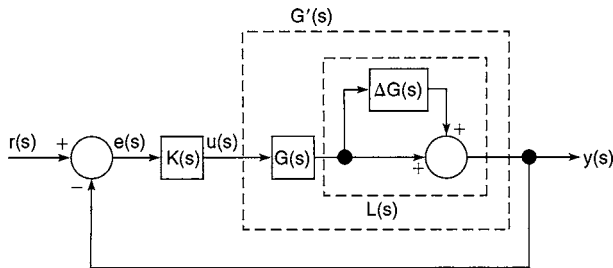 G'(s)
ΔG(s)
r(s) + e(s) K(s) u(s) G(s) + + y(s)
−
L(s)